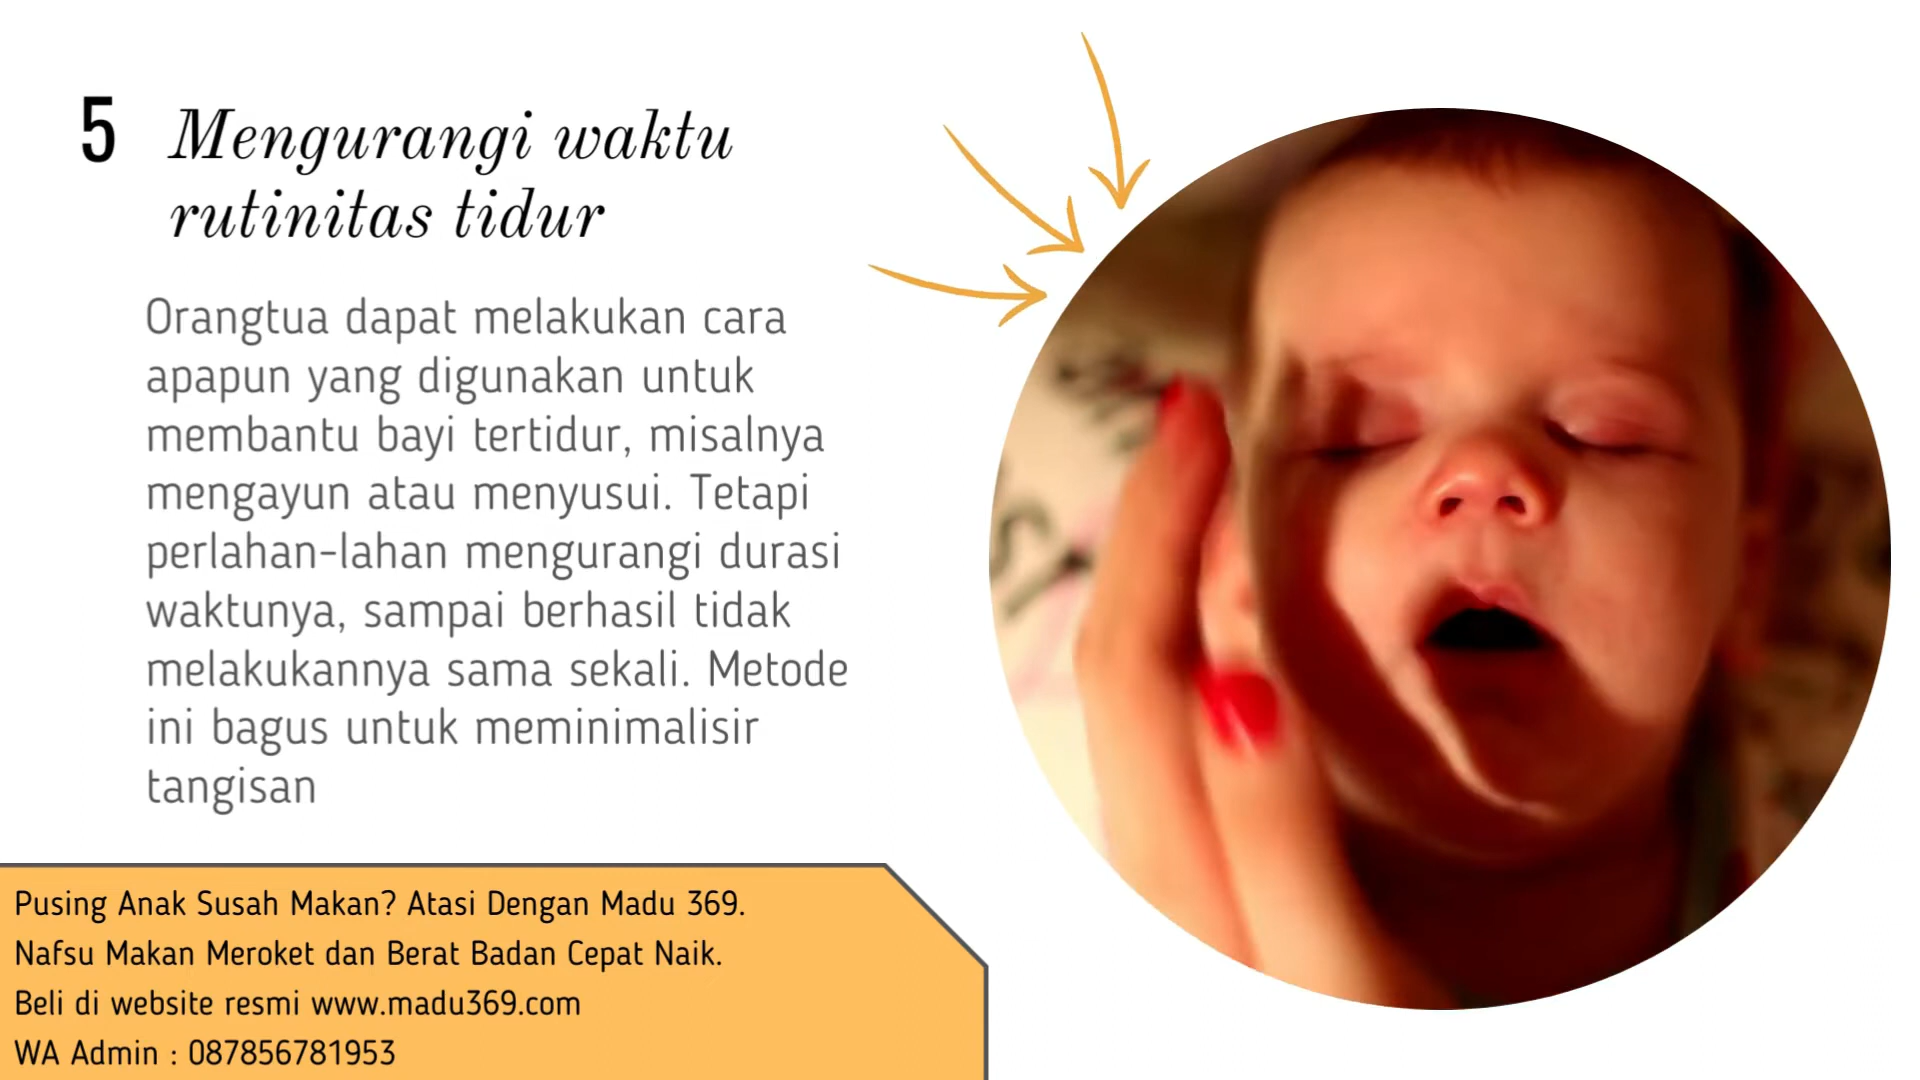 5 Mengurangi waktu
rutinitas tidur
Orangtua dapat melakukan cara
apapun yang digunakan untuk
membantu bayi tertidur, misalnya
mengayun atau menyusui. Tetapi
perlahan-lahan mengurangi durasi
waktunya, sampai berhasil tidak
melakukannya sama sekali. Metode
ini bagus untuk meminimalisir
tangisan
Pusing Anak Susah Makan? Atasi Dengan Madu 369.
Nafsu Makan Meroket dan Berat Badan Cepat Naik.
Beli di website resmi www.madu369.com
WA Admin : 087856781953